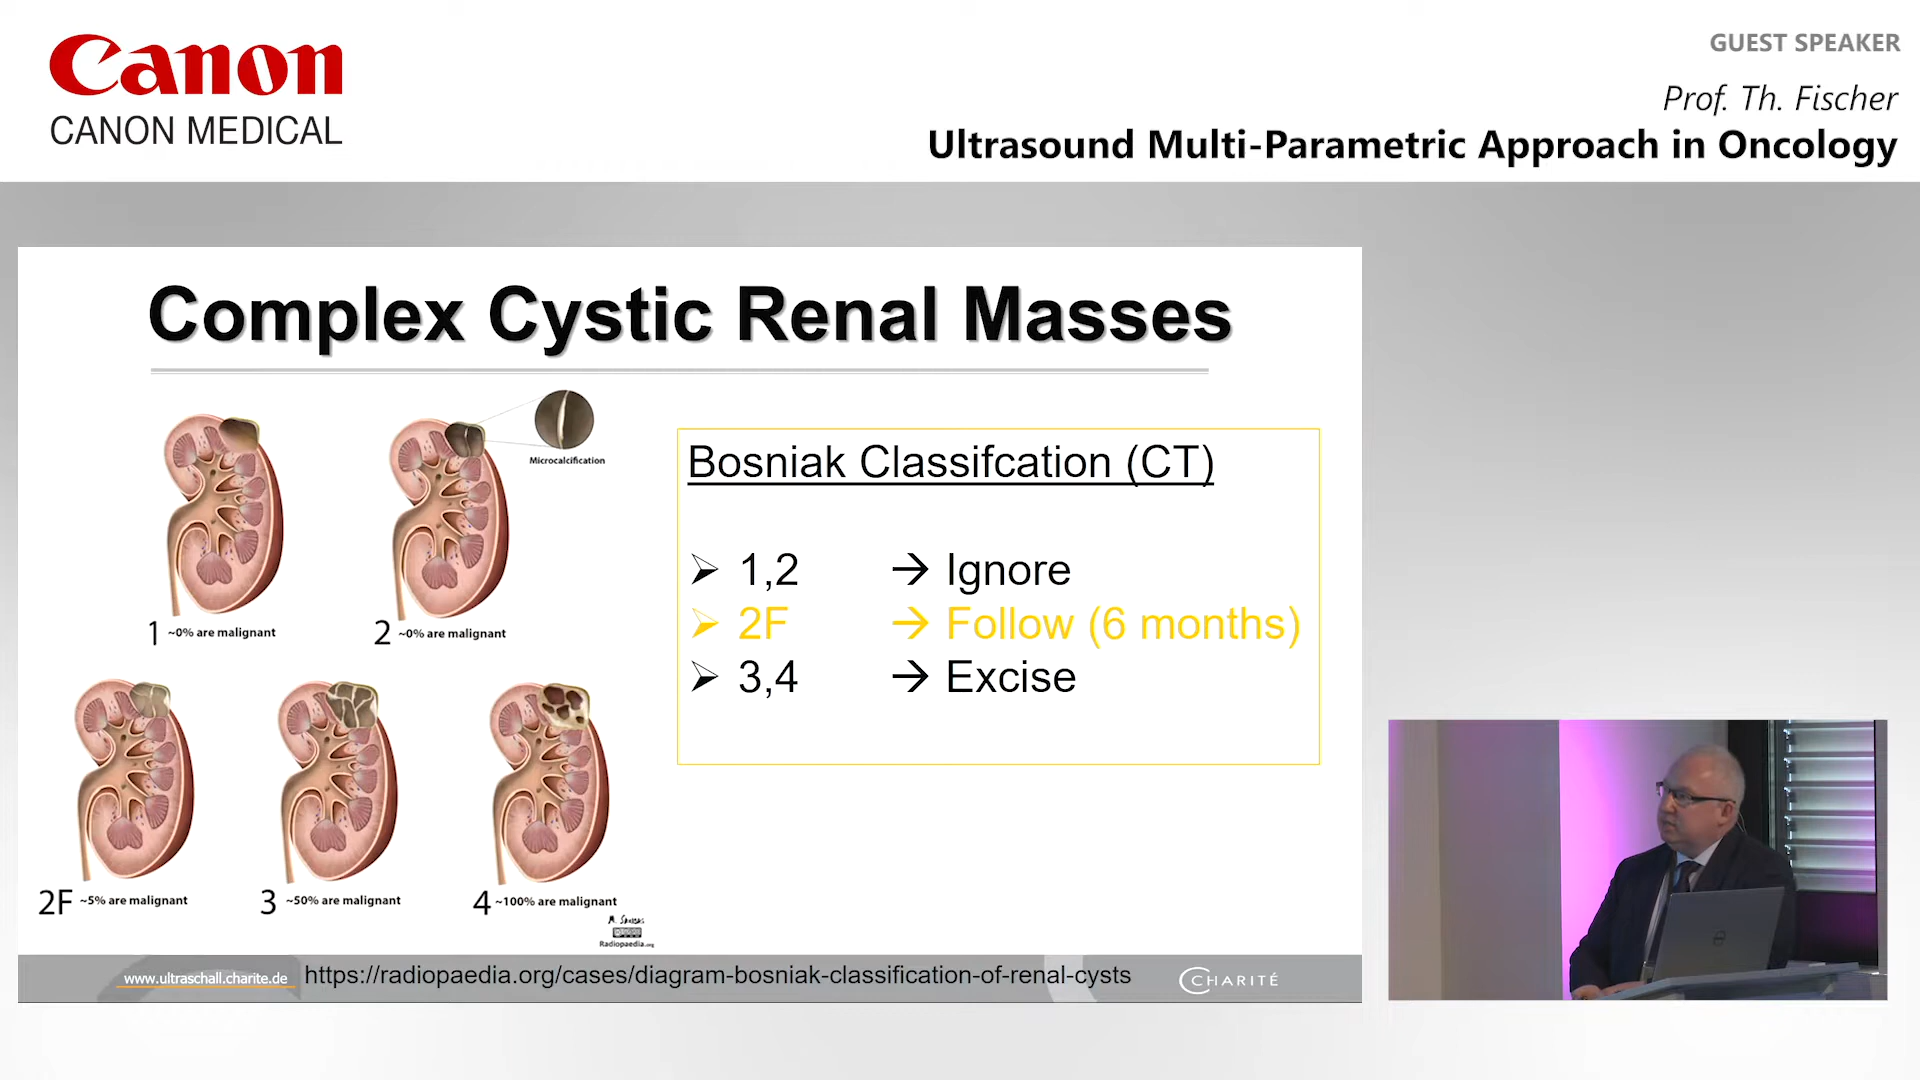 Canon
CANON MEDICAL
GUEST SPEAKER
Prof. Th. Fischer
Ultrasound Multi-Parametric Approach in Oncology
Complex Cystic Renal Masses
Microcalcification
1 ~0% are malignant
2 ~0% are malignant
2F ~5% are malignant
3 ~50% are malignant
4 ~100% are malignant
Radiopaedia.org
Bosniak Classifcation (CT)
➢ 1,2 → Ignore
➢ 2F → Follow (6 months)
➢ 3,4 → Excise
www.ultraschall.charite.de
https://radiopaedia.org/cases/diagram-bosniak-classification-of-renal-cysts
CHARITÉ